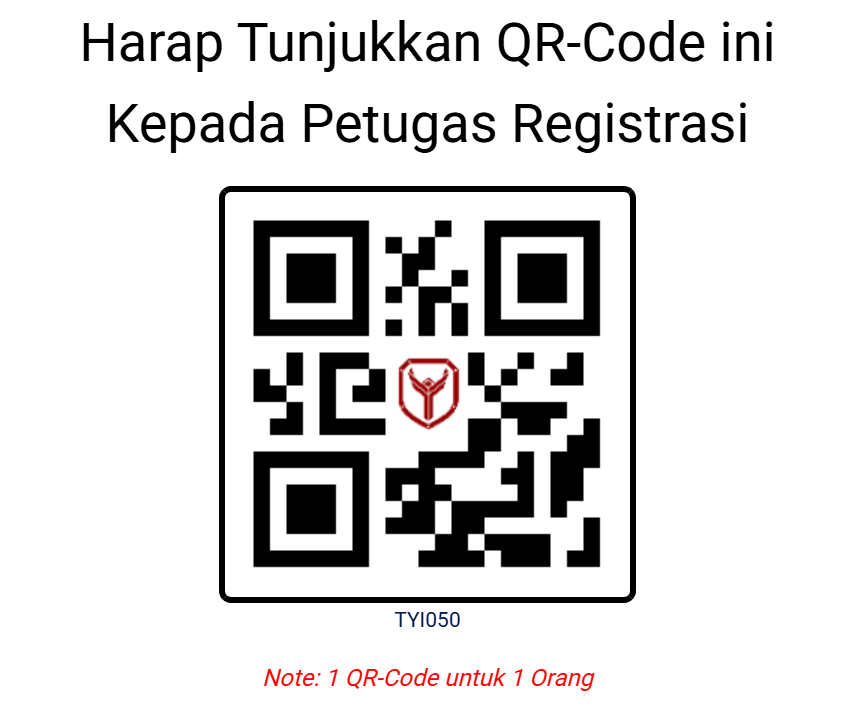 Harap Tunjukkan QR-Code ini
Kepada Petugas Registrasi
TYI050
Note: 1 QR-Code untuk 1 Orang